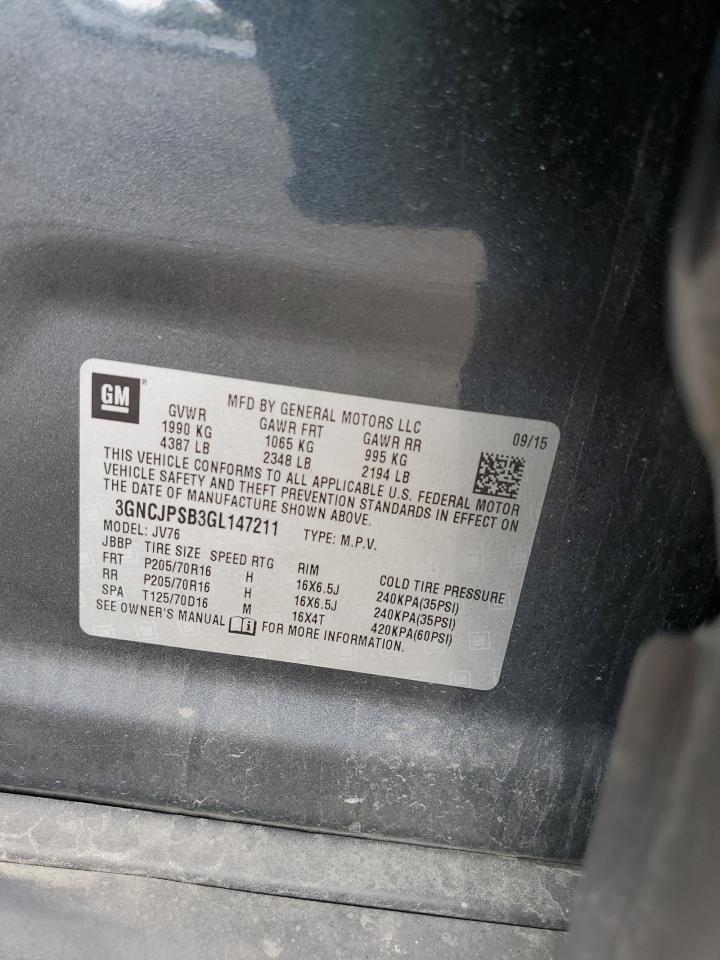 GM
MFD BY GENERAL MOTORS LLC
09/15
GVWR GAWR FRT GAWR RR
1990 KG 1065 KG 995 KG
4387 LB 2348 LB 2194 LB
THIS VEHICLE CONFORMS TO ALL APPLICABLE U.S. FEDERAL MOTOR
VEHICLE SAFETY AND THEFT PREVENTION STANDARDS IN EFFECT ON
THE DATE OF MANUFACTURE SHOWN ABOVE.
3GNCJPSB3GL147211 TYPE: M.P.V.
MODEL: JV76
JBBP TIRE SIZE SPEED RTG RIM COLD TIRE PRESSURE
FRT P205/70R16 H 16X6.5J 240KPA(35PSI)
RR P205/70R16 H 16X6.5J 240KPA(35PSI)
SPA T125/70D16 M 16X4T 420KPA(60PSI)
SEE OWNER'S MANUAL FOR MORE INFORMATION.